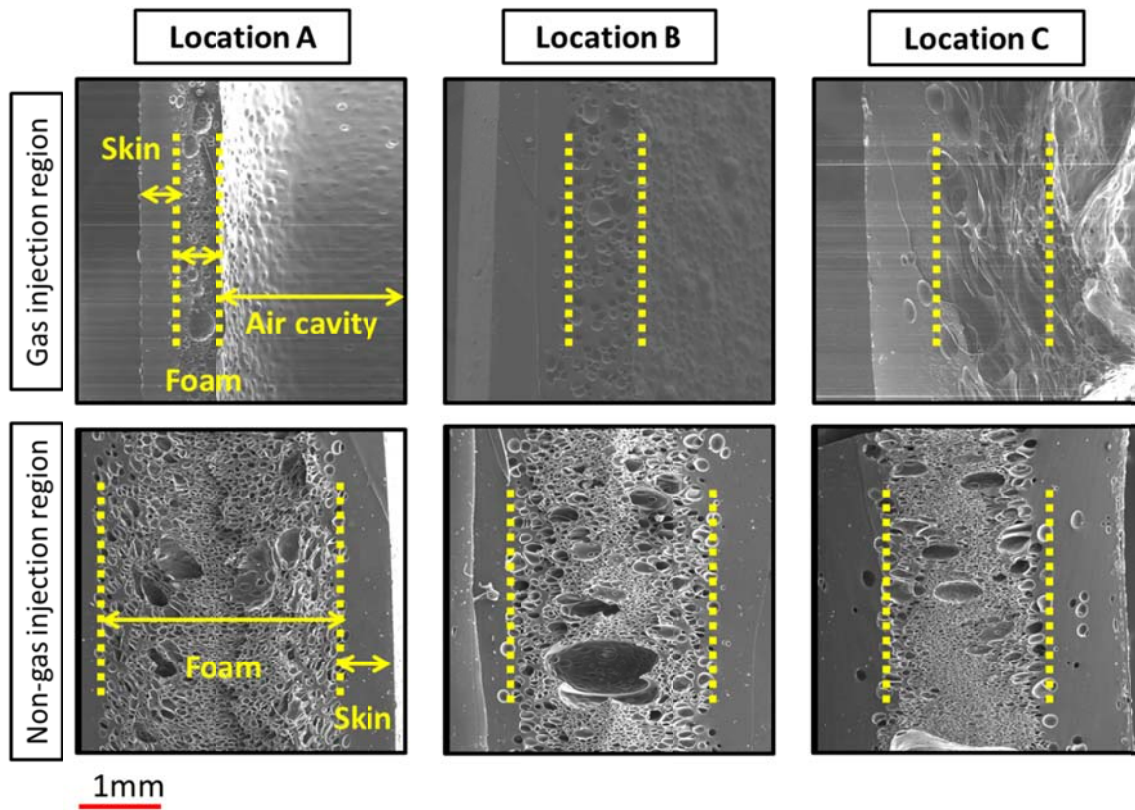 Location A
Location B
Location C
Gas injection region
Skin
Air cavity
Foam
Non-gas injection region
Foam
Skin
1mm